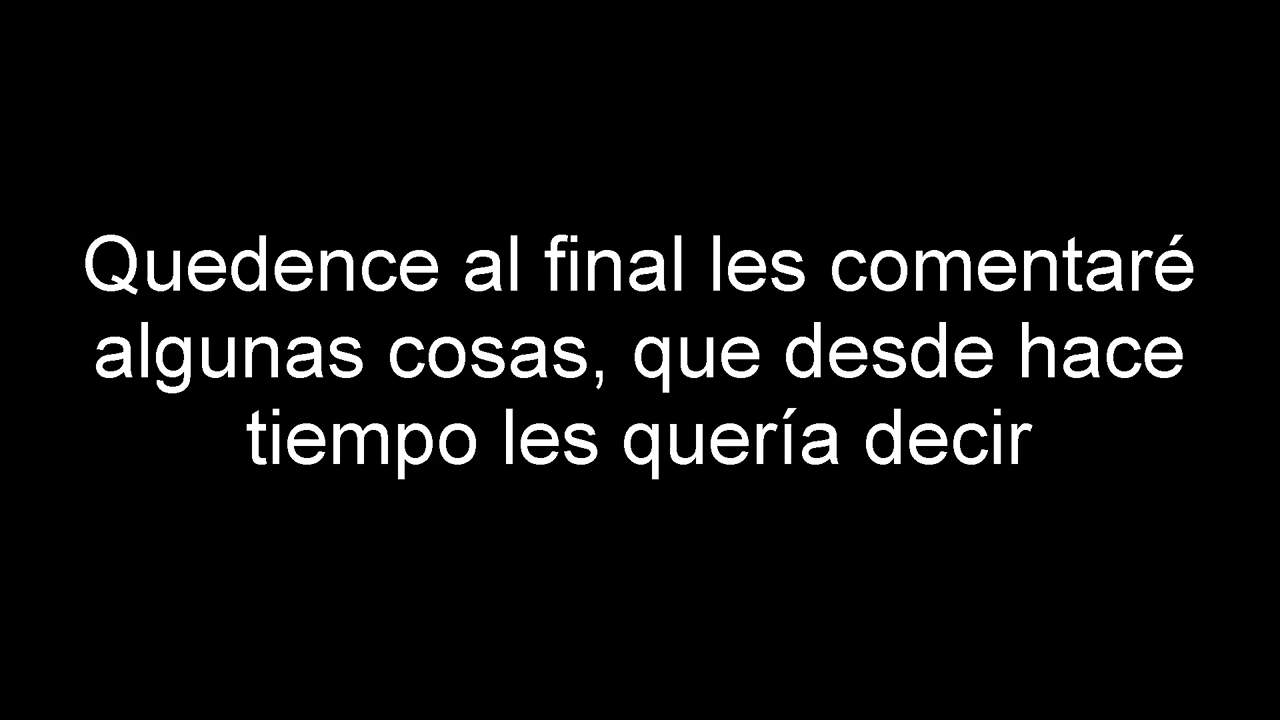 Quedence al final les comentaré
algunas cosas, que desde hace
tiempo les quería decir